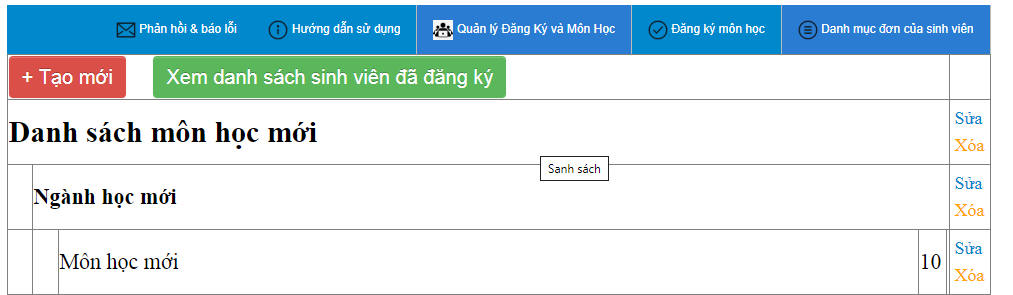 Phản hồi & báo lỗi Hướng dẫn sử dụng Quản lý Đăng Ký và Môn Học Đăng ký môn học Danh mục đơn của sinh viên
+ Tạo mới Xem danh sách sinh viên đã đăng ký
Danh sách môn học mới
Sửa
Xóa
Sanh sách
Ngành học mới
Sửa
Xóa
Môn học mới 10
Sửa
Xóa